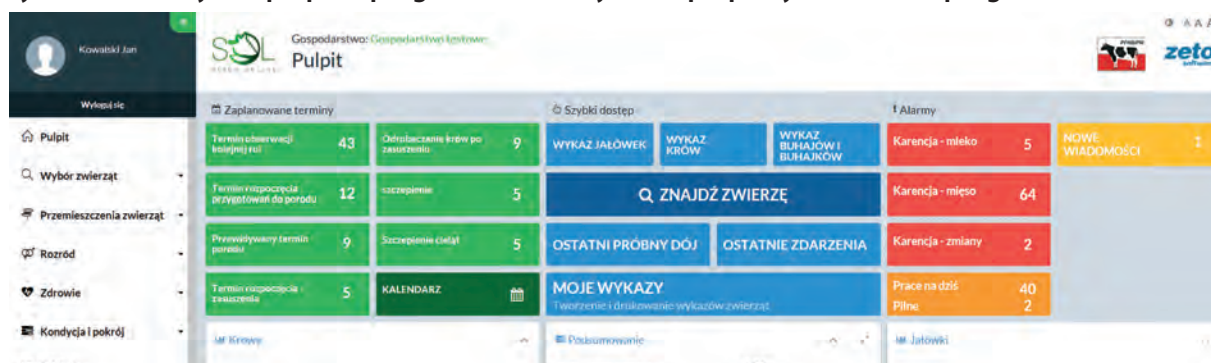 Kowalski Jan
Wyloguj się
Pulpit
Wybór zwierząt
Przemieszczenia zwierząt
Rozród
Zdrowie
Kondycja i pokrój
SOL
Gospodarstwo: Gospodarstwo testowe
Pulpit
A A A
zeto
software
Zaplanowane terminy
Termin obserwacji kolejnej rui 43
Odrobaczanie krów po zasuszeniu 9
Termin rozpoczęcia przygotowań do porodu 12
szczepienie 5
Przewidywany termin porodu 9
Szczepienie cieląt 5
Termin rozpoczęcia zasuszenia 5
KALENDARZ
Szybki dostęp
WYKAZ JAŁÓWEK
WYKAZ KRÓW
WYKAZ BUHAJÓW I BUHAJKÓW
ZNAJDŹ ZWIERZĘ
OSTATNI PRÓBNY DÓJ
OSTATNIE ZDARZENIA
MOJE WYKAZY
Tworzenie i drukowanie wykazów zwierząt
Alarmy
Karencja - mleko 5
NOWE WIADOMOŚCI
Karencja - mięso 64
Karencja - zmiany 2
Prace na dziś 40
Pilne 2
Krowy
Podsumowanie
Jałówki